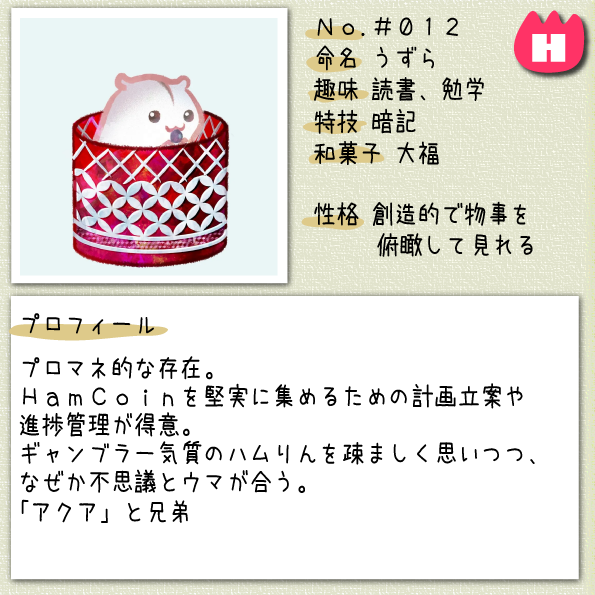 No.#012
H
命名 うずら
趣味 読書、勉学
特技 暗記
和菓子 大福
性格 創造的で物事を
俯瞰して見れる
プロフィール
プロマネ的な存在。
HamCoinを堅実に集めるための計画立案や
進捗管理が得意。
ギャンブラー気質のハムりんを疎ましく思いつつ、
なぜか不思議とウマが合う。
「アクア」と兄弟